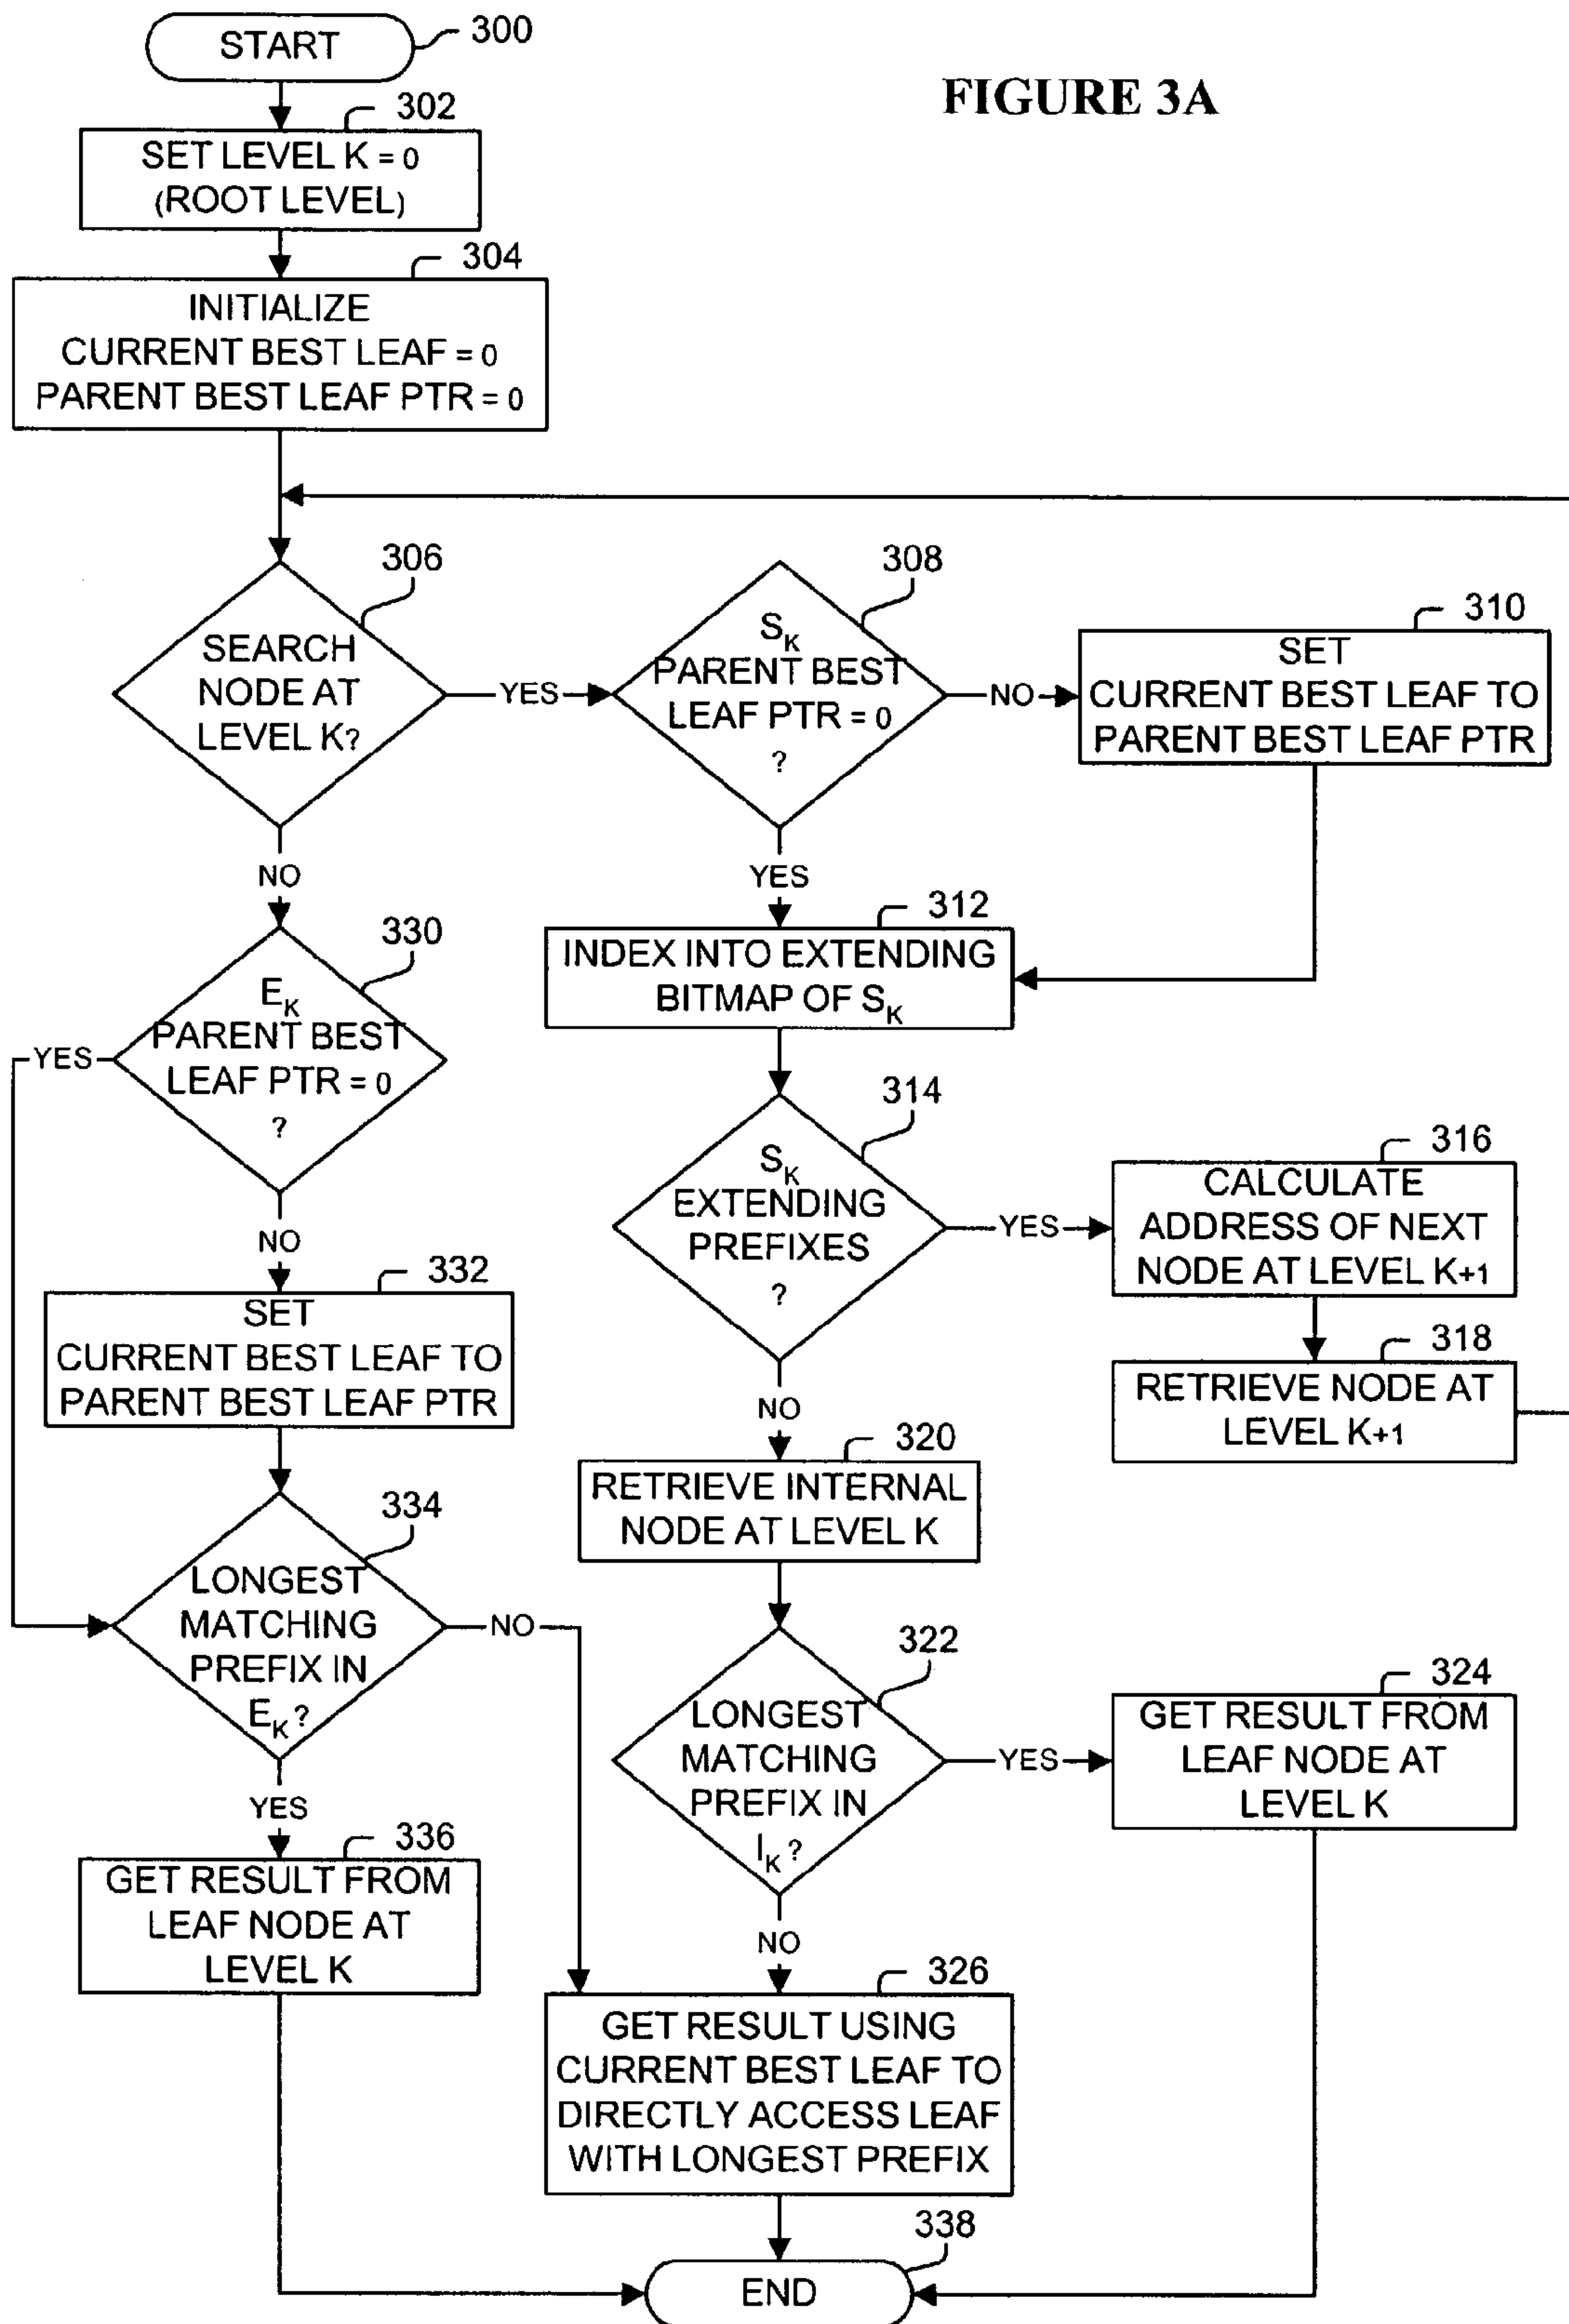 START
300
FIGURE 3A
302
SET LEVEL K = 0
(ROOT LEVEL)
304
INITIALIZE
CURRENT BEST LEAF = 0
PARENT BEST LEAF PTR = 0
306
SEARCH
NODE AT
LEVEL K?
YES
308
S_K
PARENT BEST
LEAF PTR = 0
?
NO
310
SET
CURRENT BEST LEAF TO
PARENT BEST LEAF PTR
NO
YES
312
INDEX INTO EXTENDING
BITMAP OF S_K
330
E_K
PARENT BEST
LEAF PTR = 0
?
YES
NO
314
S_K
EXTENDING
PREFIXES
?
YES
316
CALCULATE
ADDRESS OF NEXT
NODE AT LEVEL K+1
318
RETRIEVE NODE AT
LEVEL K+1
332
SET
CURRENT BEST LEAF TO
PARENT BEST LEAF PTR
NO
320
RETRIEVE INTERNAL
NODE AT LEVEL K
334
LONGEST
MATCHING
PREFIX IN
E_K ?
NO
322
LONGEST
MATCHING
PREFIX IN
I_K ?
YES
324
GET RESULT FROM
LEAF NODE AT
LEVEL K
YES
336
GET RESULT FROM
LEAF NODE AT
LEVEL K
NO
326
GET RESULT USING
CURRENT BEST LEAF TO
DIRECTLY ACCESS LEAF
WITH LONGEST PREFIX
338
END